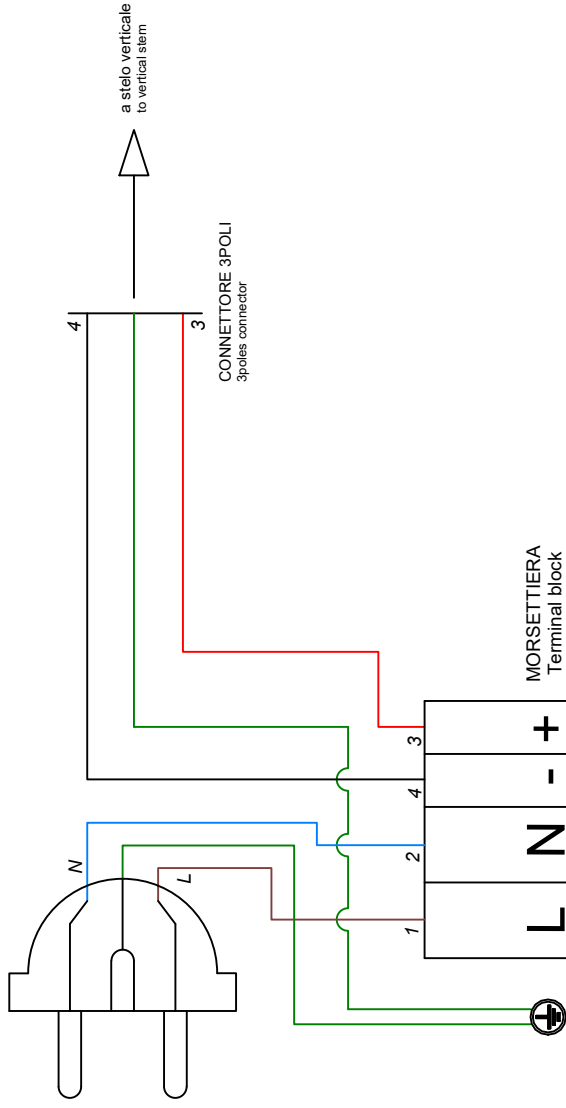 a stelo verticale
to vertical stem
4
3
CONNETTORE 3POLI
3poles connector
N
L
MORSETTIERA
Terminal block
1
2
4
3
L
N
-
+